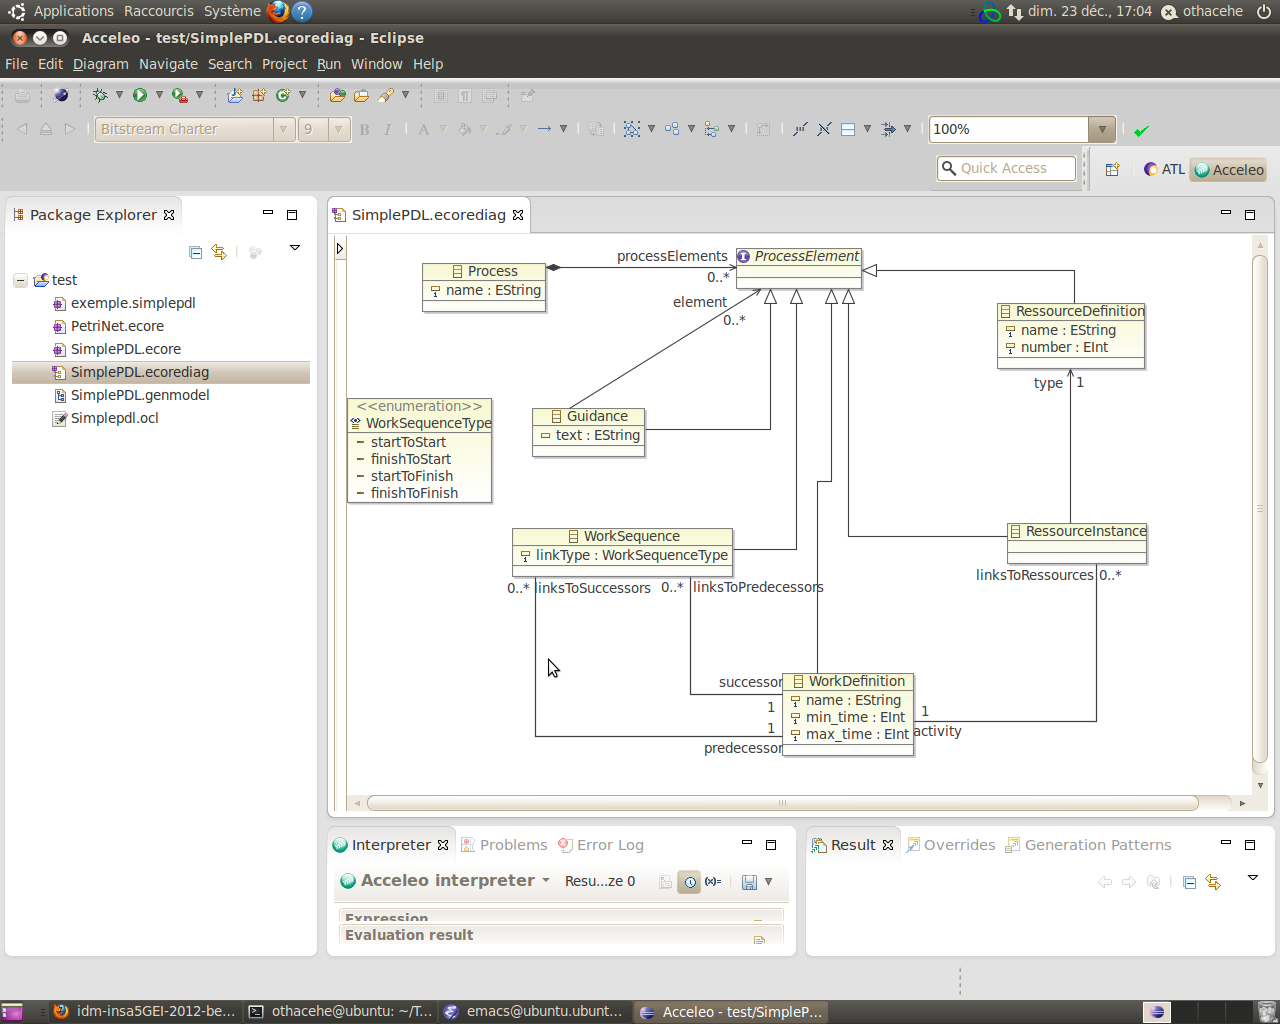 Applications Raccourcis Système dim. 23 déc., 17:04 othacehe
Acceleo - test/SimplePDL.ecorediag - Eclipse
File Edit Diagram Navigate Search Project Run Window Help
Bitstream Charter 9 B I A 100%
Quick Access ATL Acceleo
Package Explorer
test
exemple.simplepdl
PetriNet.ecore
SimplePDL.ecore
SimplePDL.ecorediag
SimplePDL.genmodel
Simplepdl.ocl
SimplePDL.ecorediag
Process
name : EString
processElements
0..*
ProcessElement
element
0..*
RessourceDefinition
name : EString
number : EInt
type 1
<<enumeration>>
WorkSequenceType
startToStart
finishToStart
startToFinish
finishToFinish
Guidance
text : EString
WorkSequence
linkType : WorkSequenceType
0..* linksToSuccessors 0..* linksToPredecessors
RessourceInstance
linksToRessources 0..*
successor
1
1
predecessor
WorkDefinition
name : EString
min_time : EInt
max_time : EInt
1
activity
Interpreter Problems Error Log
Acceleo interpreter Resu...ze 0 (x)=
Expression
Evaluation result
Result Overrides Generation Patterns
idm-insa5GEI-2012-be... othacehe@ubuntu: ~/T... emacs@ubuntu.ubunt... Acceleo - test/SimpleP...